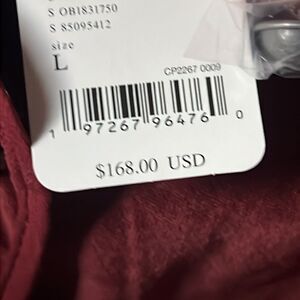 S OB1831750
S 85095412
size
L
CP2267 0009
1 97267 96476 0
$168.00 USD